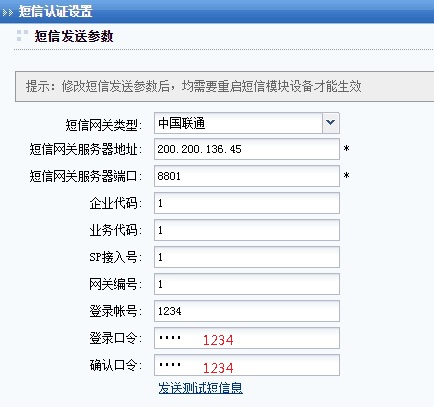 短信认证设置
短信发送参数
提示：修改短信发送参数后，均需要重启短信模块设备才能生效
短信网关类型： 中国联通
短信网关服务器地址： 200.200.136.45 *
短信网关服务器端口： 8801 *
企业代码： 1
业务代码： 1
SP接入号： 1
网关编号： 1
登录帐号： 1234
登录口令： •••• 1234
确认口令： •••• 1234
发送测试短信息